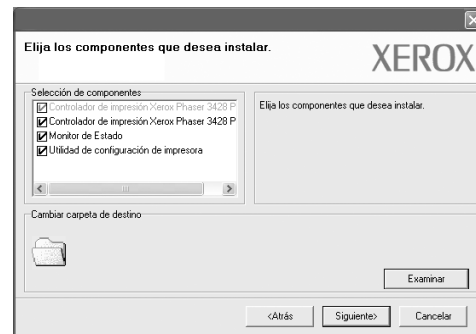 Elija los componentes que desea instalar.
XEROX
Selección de componentes
Controlador de impresión Xerox Phaser 3428 P
Controlador de impresión Xerox Phaser 3428 P
Monitor de Estado
Utilidad de configuración de impresora
Elija los componentes que desea instalar.
Cambiar carpeta de destino
Examinar
<Atrás
Siguiente>
Cancelar